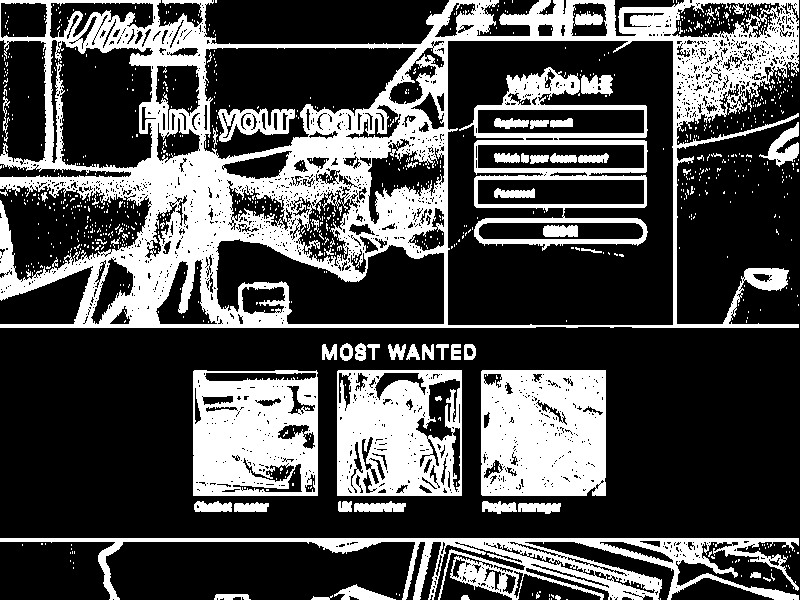 Ultimate
Find your team
WELCOME
Register your email
Which is your dream career?
Password
MOST WANTED
Chatbot master
UX researcher
Project manager